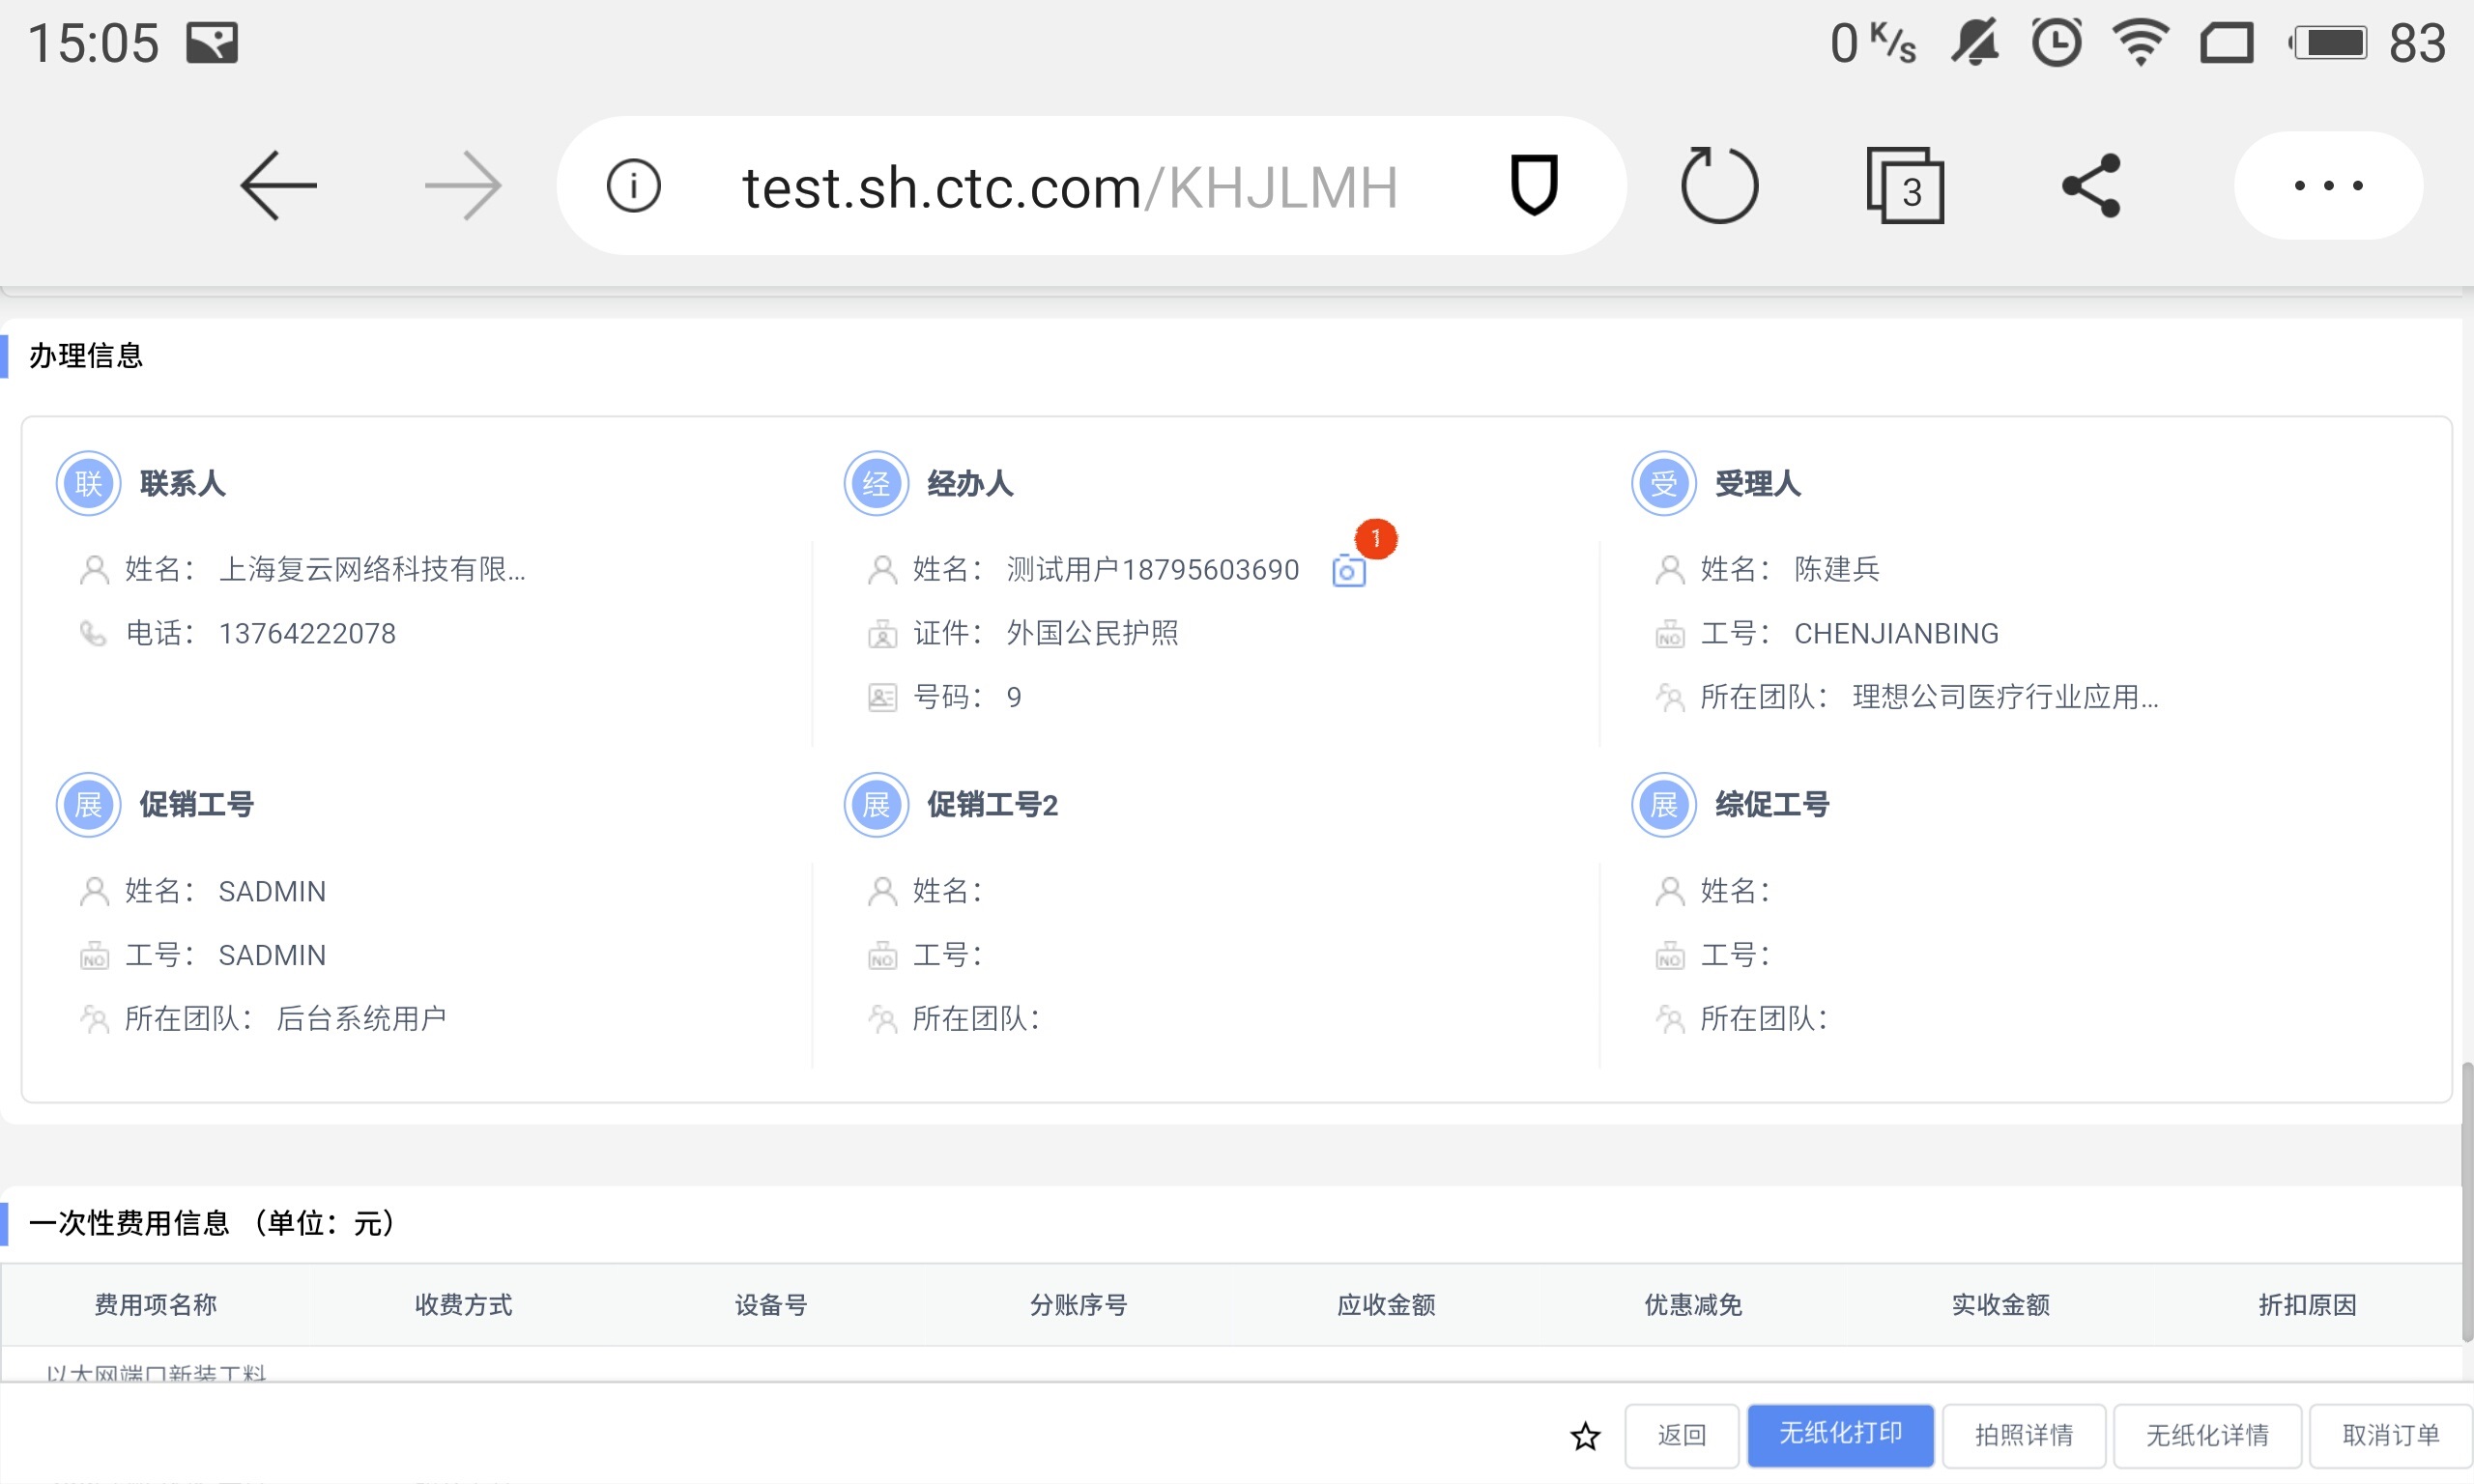 15:05
0 K/s
83
test.sh.ctc.com/KHJLMH
3
办理信息
联 联系人
经 经办人
受 受理人
1
姓名： 上海复云网络科技有限...
姓名： 测试用户18795603690
姓名： 陈建兵
电话： 13764222078
证件： 外国公民护照
NO 工号： CHENJIANBING
号码： 9
所在团队： 理想公司医疗行业应用...
展 促销工号
展 促销工号2
展 综促工号
姓名： SADMIN
姓名：
姓名：
NO 工号： SADMIN
NO 工号：
NO 工号：
所在团队： 后台系统用户
所在团队：
所在团队：
一次性费用信息 （单位：元）
费用项名称 收费方式 设备号 分账序号 应收金额 优惠减免 实收金额 折扣原因
以太网端口新装工料
返回 无纸化打印 拍照详情 无纸化详情 取消订单